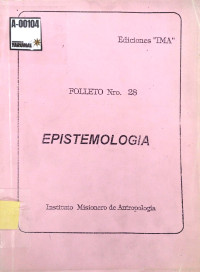 A-00104
Ediciones "IMA"
FOLLETO Nro. 28
EPISTEMOLOGIA
Instituto Misionero de Antropología